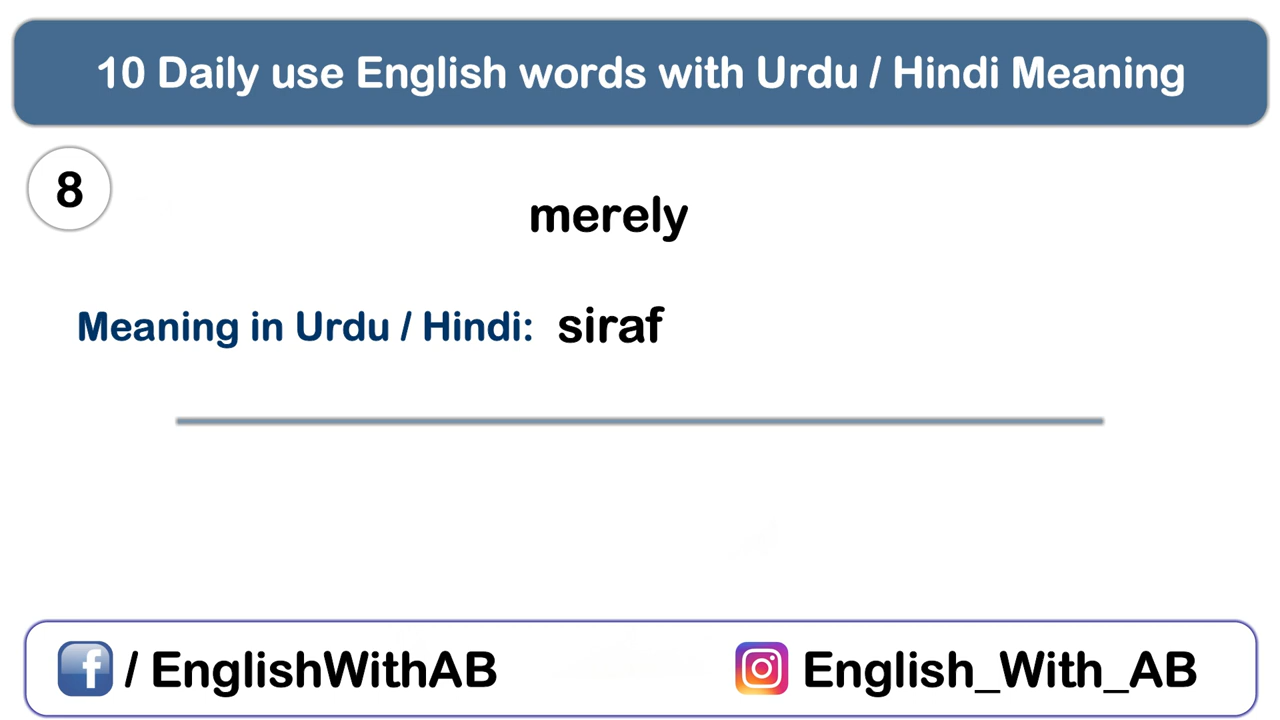 10 Daily use English words with Urdu / Hindi Meaning
8
merely
Meaning in Urdu / Hindi: siraf
/ EnglishWithAB
English_With_AB